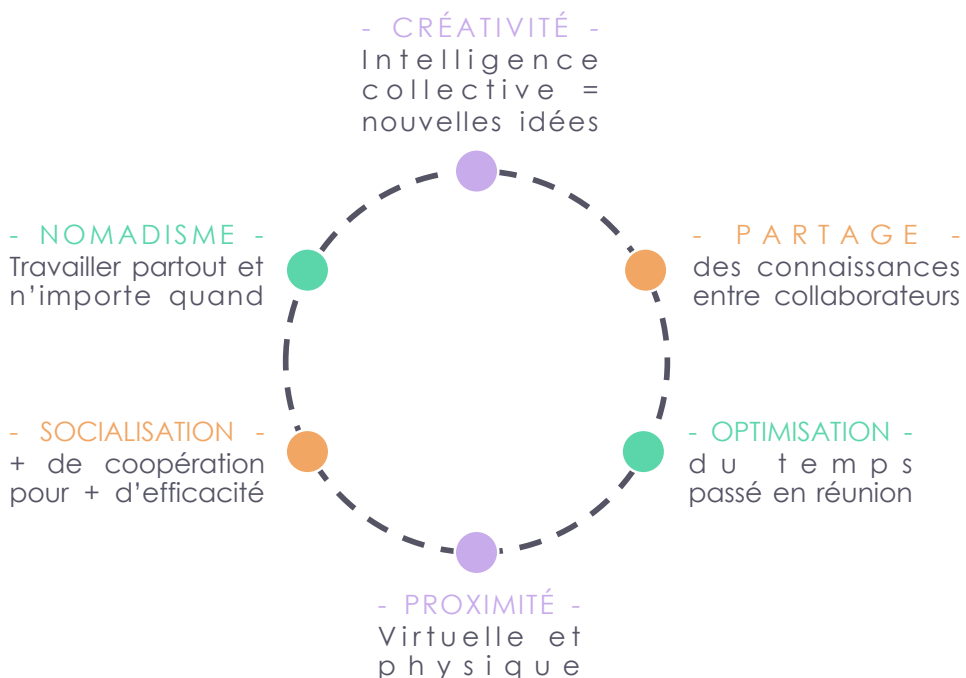 - CRÉATIVITÉ -
Intelligence
collective =
nouvelles idées
- NOMADISME -
Travailler partout et
n’importe quand
- PARTAGE -
des connaissances
entre collaborateurs
- SOCIALISATION -
+ de coopération
pour + d’efficacité
- OPTIMISATION -
du temps
passé en réunion
- PROXIMITÉ -
Virtuelle et
physique